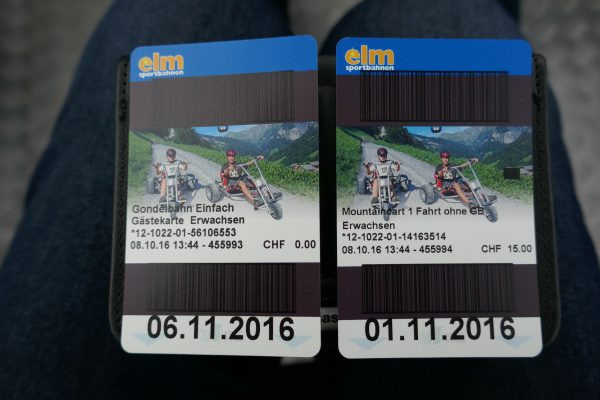 elm
sportbahnen
Gondelbahn Einfach
Gästekarte Erwachsen
*12-1022-01-56106553
08.10.16 13:44 - 455993 CHF 0.00
06.11.2016
elm
sportbahnen
Mountaincart 1 Fahrt ohne GB
Erwachsen
*12-1022-01-14163514
08.10.16 13:44 - 455994 CHF 15.00
01.11.2016